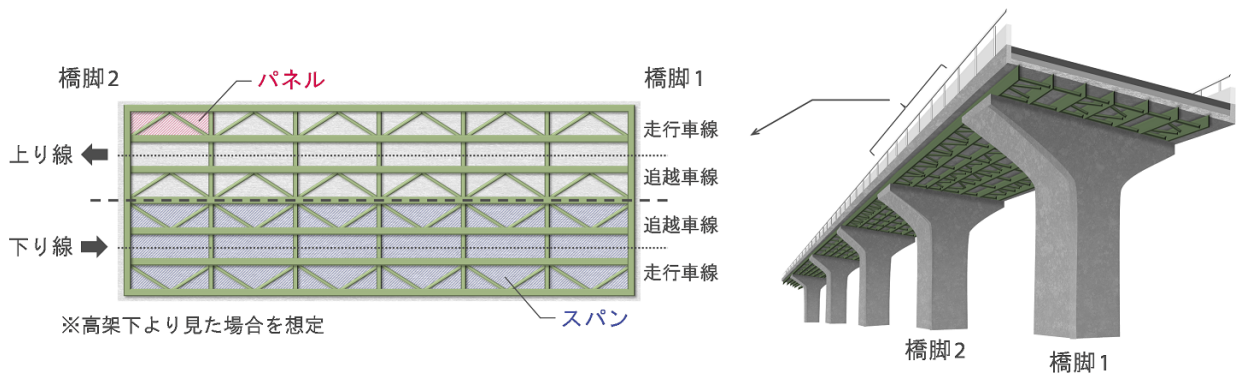 橋脚2
パネル
橋脚1
走行車線
上り線
追越車線
追越車線
下り線
走行車線
スパン
※高架下より見た場合を想定
橋脚2
橋脚1